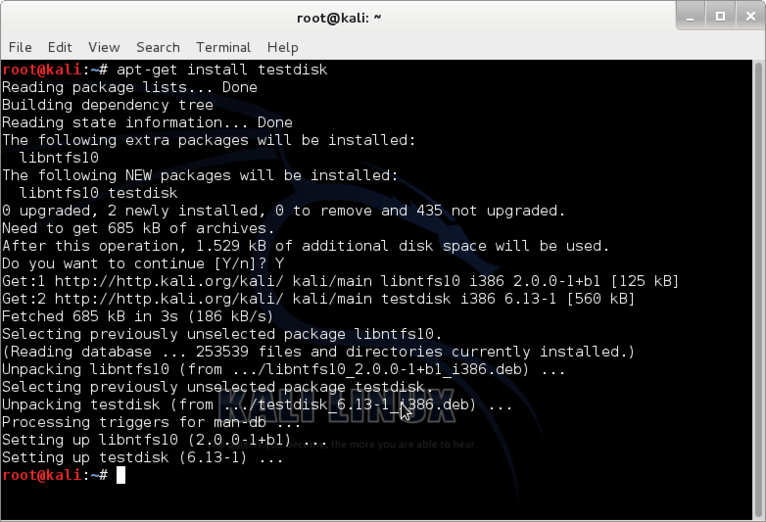 root@kali: ~
File Edit View Search Terminal Help
root@kali:~# apt-get install testdisk
Reading package lists... Done
Building dependency tree
Reading state information... Done
The following extra packages will be installed:
  libntfs10
The following NEW packages will be installed:
  libntfs10 testdisk
0 upgraded, 2 newly installed, 0 to remove and 435 not upgraded.
Need to get 685 kB of archives.
After this operation, 1.529 kB of additional disk space will be used.
Do you want to continue [Y/n]? Y
Get:1 http://http.kali.org/kali/ kali/main libntfs10 i386 2.0.0-1+b1 [125 kB]
Get:2 http://http.kali.org/kali/ kali/main testdisk i386 6.13-1 [560 kB]
Fetched 685 kB in 3s (186 kB/s)
Selecting previously unselected package libntfs10.
(Reading database ... 253539 files and directories currently installed.)
Unpacking libntfs10 (from .../libntfs10_2.0.0-1+b1_i386.deb) ...
Selecting previously unselected package testdisk.
Unpacking testdisk (from .../testdisk_6.13-1_i386.deb) ...
KALI LINUX
Processing triggers for man-db ...
Setting up libntfs10 (2.0.0-1+b1) ...
the more you are able to hear.
Setting up testdisk (6.13-1) ...
root@kali:~#